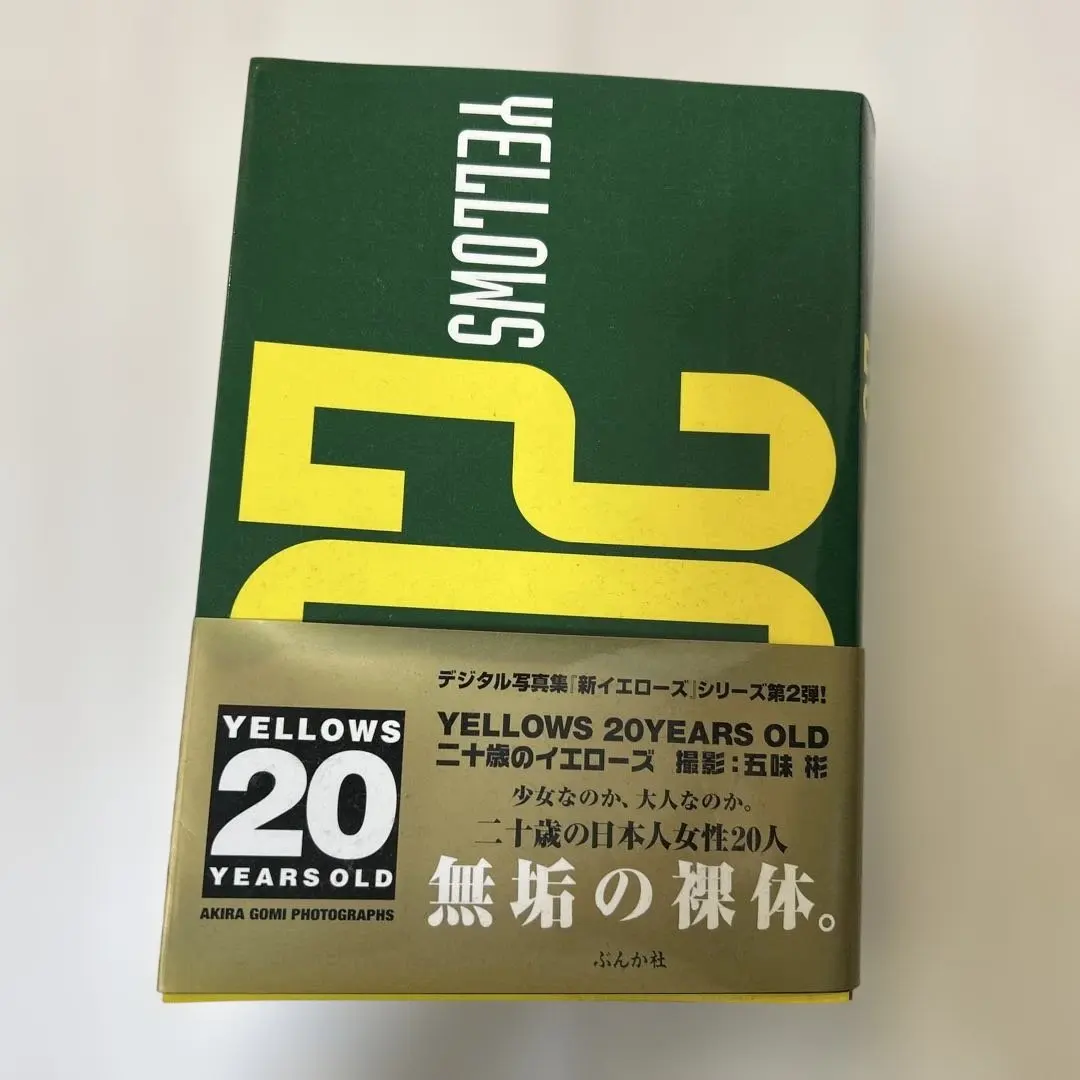 YELLOWS
20
デジタル写真集『新イエローズ』シリーズ第2弾!
YELLOWS 20YEARS OLD
二十歳のイエローズ 撮影:五味 彬
少女なのか、大人なのか。
二十歳の日本人女性20人
無垢の裸体。
ぶんか社
YELLOWS
20
YEARS OLD
AKIRA GOMI PHOTOGRAPHS